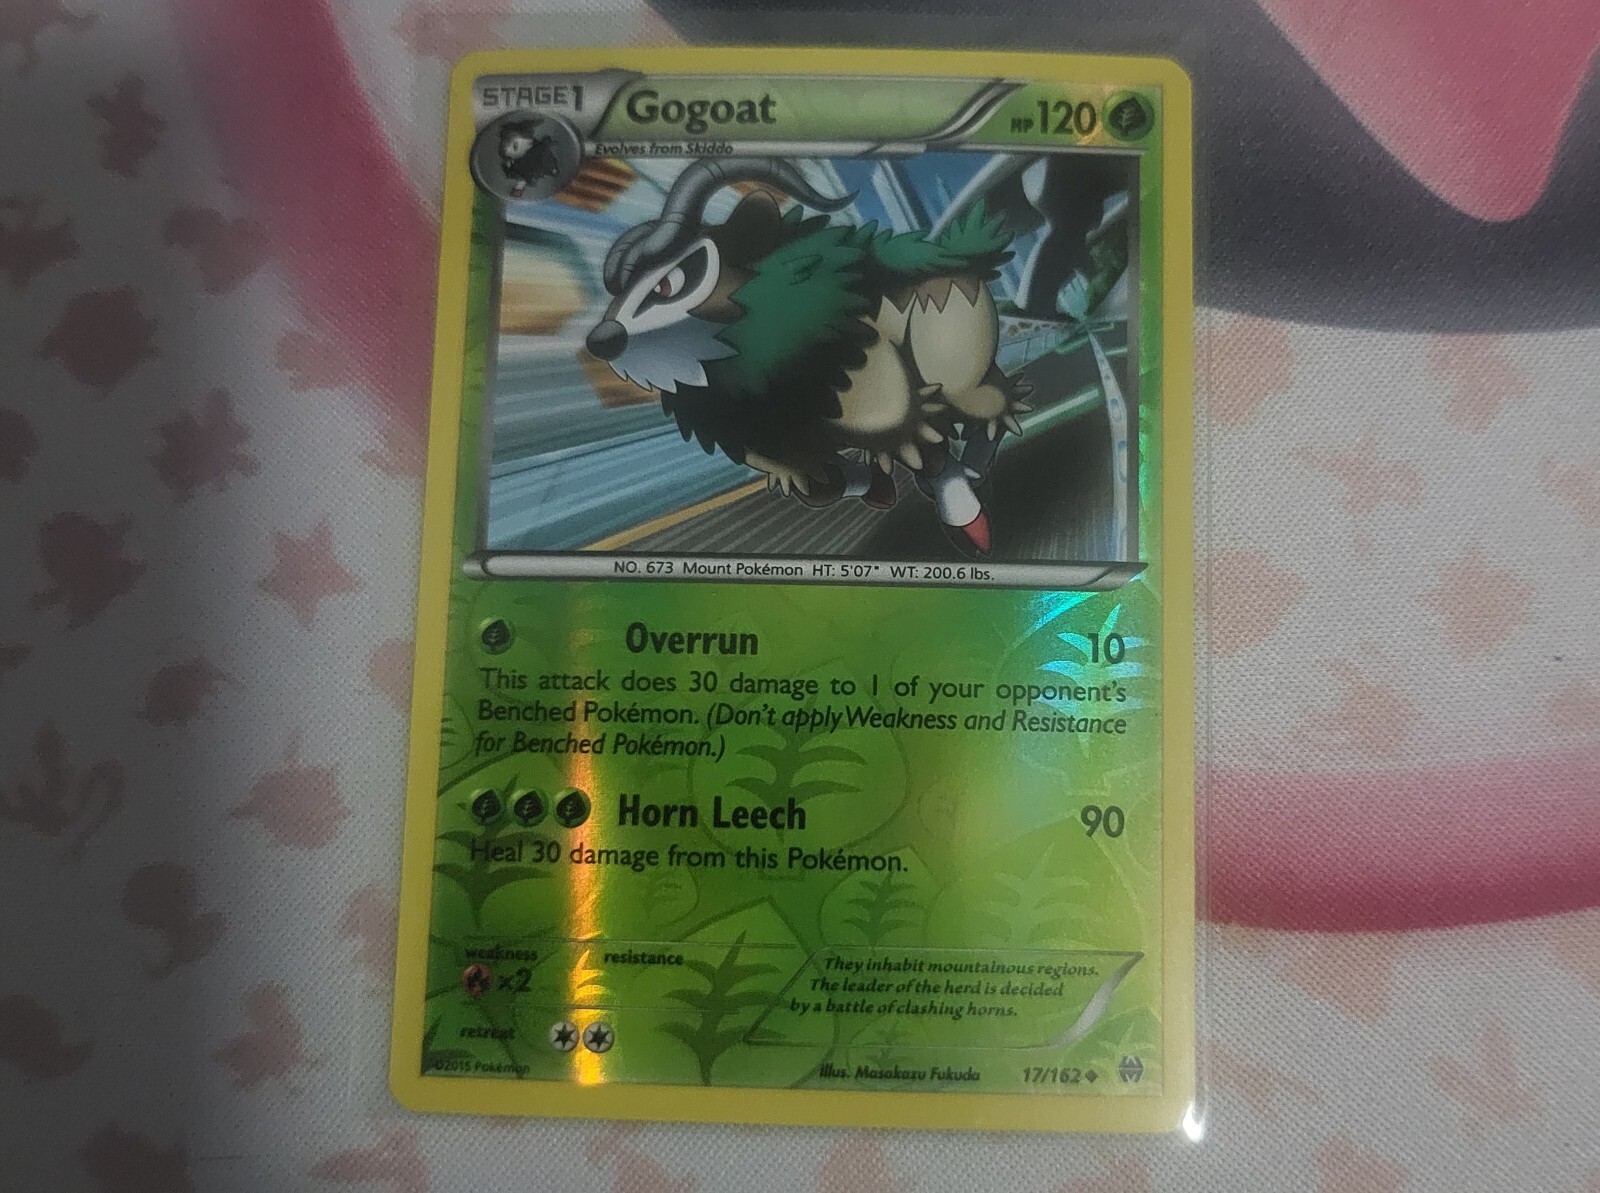 STAGE1
Gogoat
HP120
Evolves from Skiddo
NO. 673 Mount Pokémon HT: 5'07" WT: 200.6 lbs.
Overrun 10
This attack does 30 damage to 1 of your opponent's
Benched Pokémon. (Don't apply Weakness and Resistance
for Benched Pokémon.)
Horn Leech 90
Heal 30 damage from this Pokémon.
weakness resistance
×2
They inhabit mountainous regions.
The leader of the herd is decided
by a battle of clashing horns.
retreat
©2015 Pokémon
Illus. Masakazu Fukuda 17/162